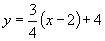 y = 3/4 (x − 2) + 4